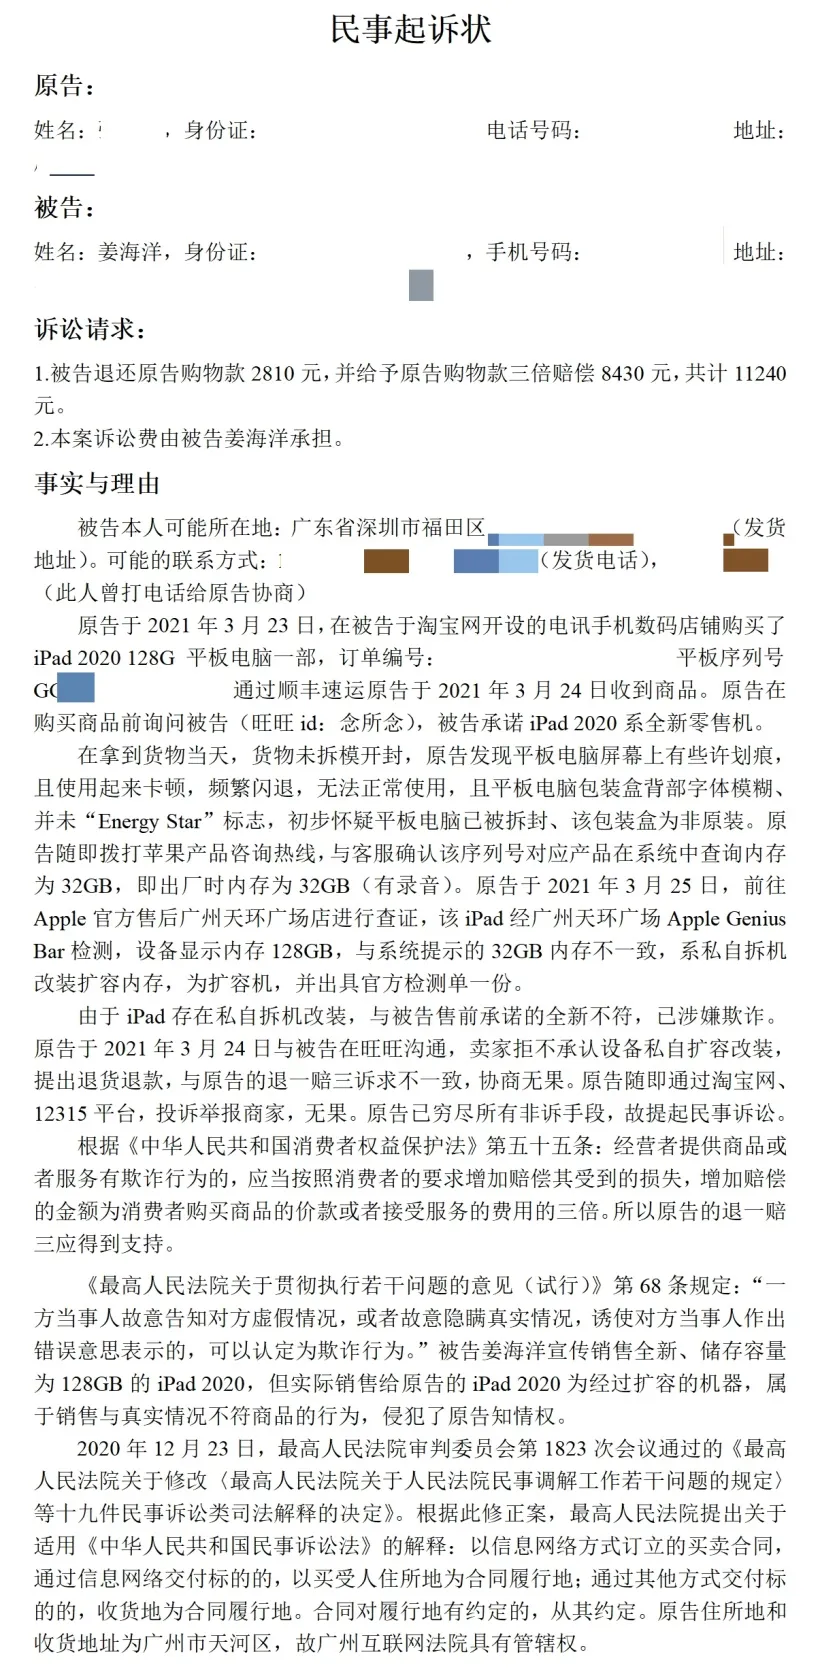 民事起诉状
原告：
姓名： ，身份证： 电话号码： 地址：
被告：
姓名：姜海洋，身份证： ，手机号码： 地址：
诉讼请求：
1.被告退还原告购物款 2810 元，并给予原告购物款三倍赔偿 8430 元，共计 11240
元。
2.本案诉讼费由被告姜海洋承担。
事实与理由
被告本人可能所在地：广东省深圳市福田区 （发货
地址）。可能的联系方式： （发货电话），
（此人曾打电话给原告协商）
原告于 2021 年 3 月 23 日，在被告于淘宝网开设的电讯手机数码店铺购买了
iPad 2020 128G 平板电脑一部，订单编号： 平板序列号
GG 通过顺丰速运原告于 2021 年 3 月 24 日收到商品。原告在
购买商品前询问被告（旺旺 id：念所念），被告承诺 iPad 2020 系全新零售机。
在拿到货物当天，货物未拆模开封，原告发现平板电脑屏幕上有些许划痕，
且使用起来卡顿，频繁闪退，无法正常使用，且平板电脑包装盒背部字体模糊、
并未“Energy Star”标志，初步怀疑平板电脑已被拆封、该包装盒为非原装。原
告随即拨打苹果产品咨询热线，与客服确认该序列号对应产品在系统中查询内存
为 32GB，即出厂时内存为 32GB（有录音）。原告于 2021 年 3 月 25 日，前往
Apple 官方售后广州天环广场店进行查证，该 iPad 经广州天环广场 Apple Genius
Bar 检测，设备显示内存 128GB，与系统提示的 32GB 内存不一致，系私自拆机
改装扩容内存，为扩容机，并出具官方检测单一份。
由于 iPad 存在私自拆机改装，与被告售前承诺的全新不符，已涉嫌欺诈。
原告于 2021 年 3 月 24 日与被告在旺旺沟通，卖家拒不承认设备私自扩容改装，
提出退货退款，与原告的退一赔三诉求不一致，协商无果。原告随即通过淘宝网、
12315 平台，投诉举报商家，无果。原告已穷尽所有非诉手段，故提起民事诉讼。
根据《中华人民共和国消费者权益保护法》第五十五条：经营者提供商品或
者服务有欺诈行为的，应当按照消费者的要求增加赔偿其受到的损失，增加赔偿
的金额为消费者购买商品的价款或者接受服务的费用的三倍。所以原告的退一赔
三应得到支持。
《最高人民法院关于贯彻执行若干问题的意见（试行）》第 68 条规定：“一
方当事人故意告知对方虚假情况，或者故意隐瞒真实情况，诱使对方当事人作出
错误意思表示的，可以认定为欺诈行为。”被告姜海洋宣传销售全新、储存容量
为 128GB 的 iPad 2020，但实际销售给原告的 iPad 2020 为经过扩容的机器，属
于销售与真实情况不符商品的行为，侵犯了原告知情权。
2020 年 12 月 23 日，最高人民法院审判委员会第 1823 次会议通过的《最高
人民法院关于修改〈最高人民法院关于人民法院民事调解工作若干问题的规定〉
等十九件民事诉讼类司法解释的决定》。根据此修正案，最高人民法院提出关于
适用《中华人民共和国民事诉讼法》的解释：以信息网络方式订立的买卖合同，
通过信息网络交付标的的，以买受人住所地为合同履行地；通过其他方式交付标
的的，收货地为合同履行地。合同对履行地有约定的，从其约定。原告住所地和
收货地址为广州市天河区，故广州互联网法院具有管辖权。